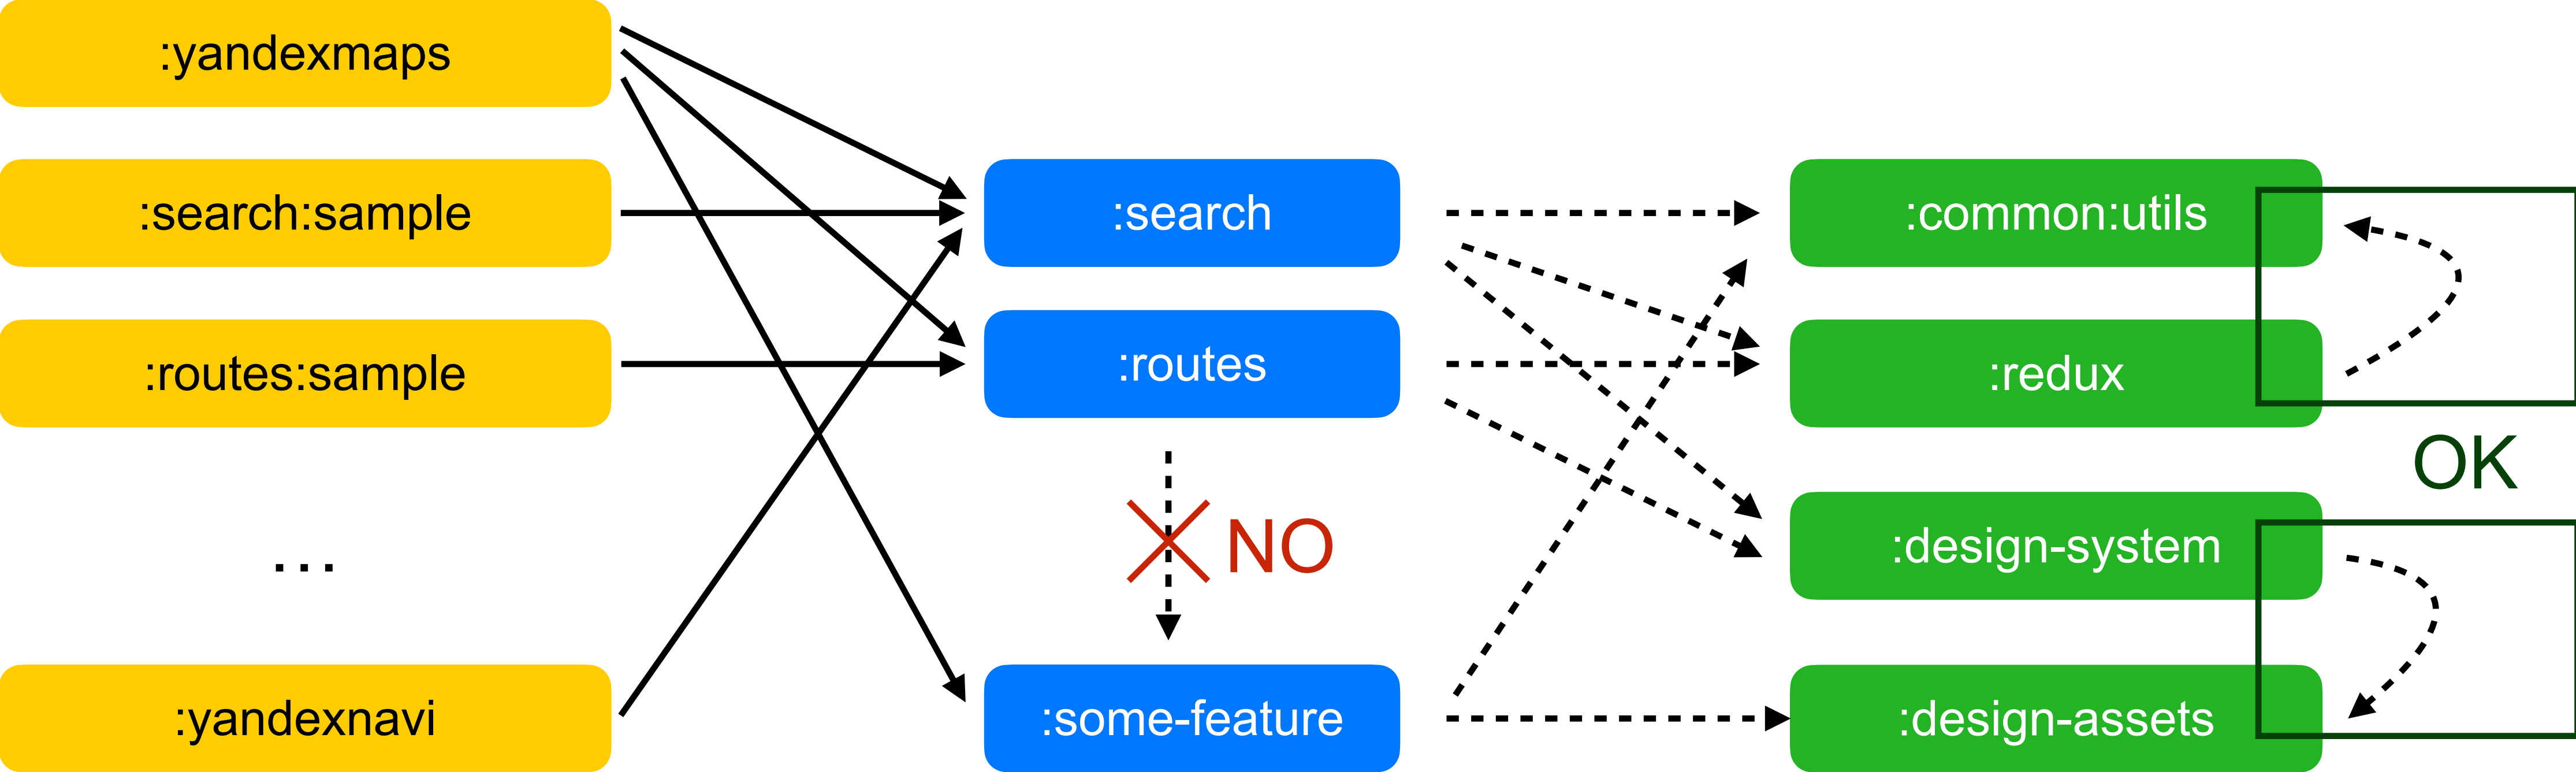 :yandexmaps
:search:sample
:routes:sample
...
:yandexnavi
:search
:routes
NO
:some-feature
:common:utils
:redux
OK
:design-system
:design-assets